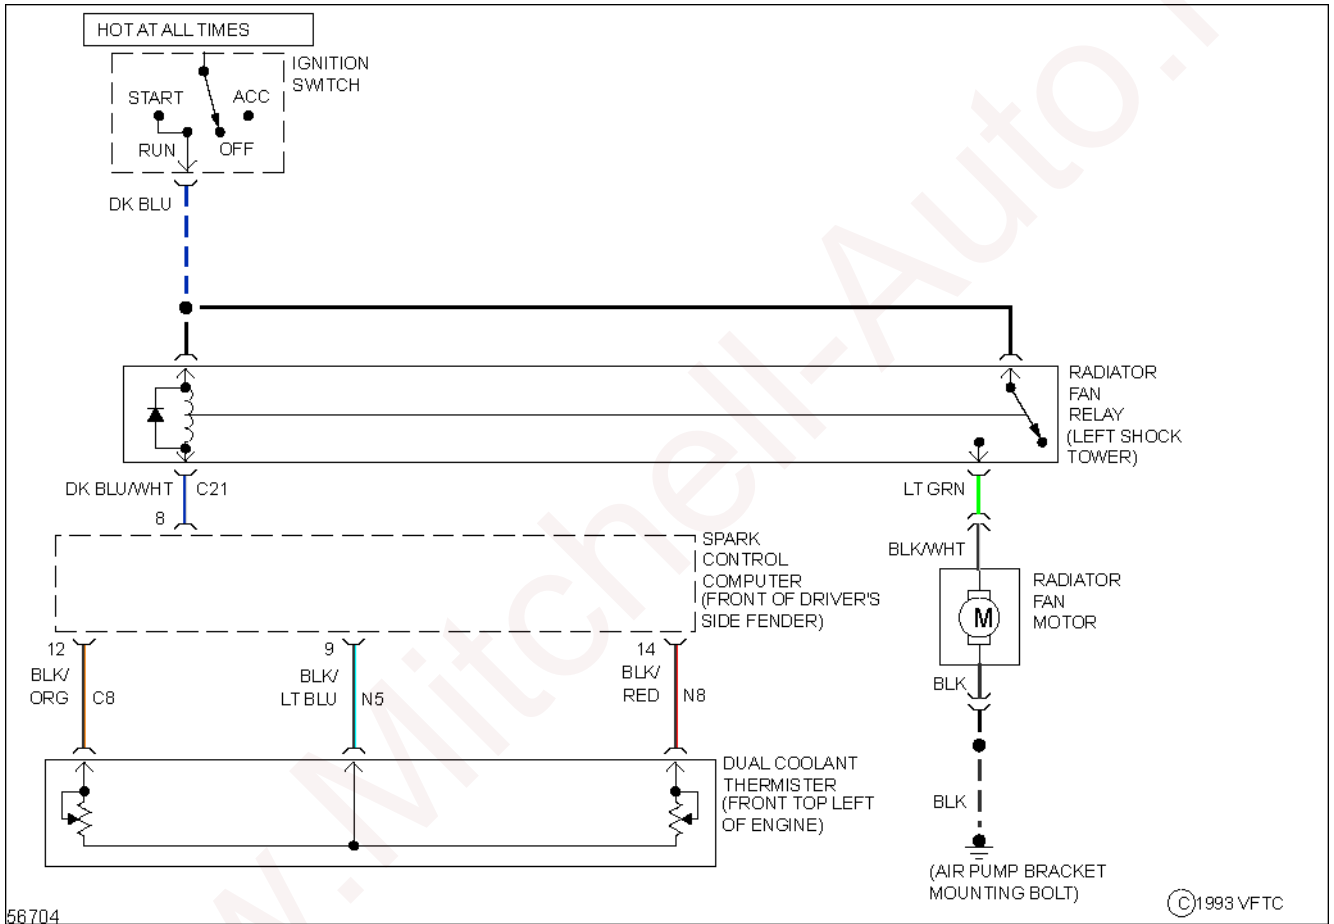 HOT AT ALL TIMES
IGNITION
SWITCH
START
ACC
RUN
OFF
DK BLU
RADIATOR
FAN
RELAY
(LEFT SHOCK
TOWER)
DK BLU/WHT
C21
8
LT GRN
BLK/WHT
SPARK
CONTROL
COMPUTER
(FRONT OF DRIVER'S
SIDE FENDER)
RADIATOR
FAN
MOTOR
M
12
BLK/
ORG
C8
9
BLK/
LT BLU
N5
14
BLK/
RED
N8
BLK
DUAL COOLANT
THERMISTER
(FRONT TOP LEFT
OF ENGINE)
BLK
(AIR PUMP BRACKET
MOUNTING BOLT)
56704
©1993 VFTC
w.Mitchell-Auto.r